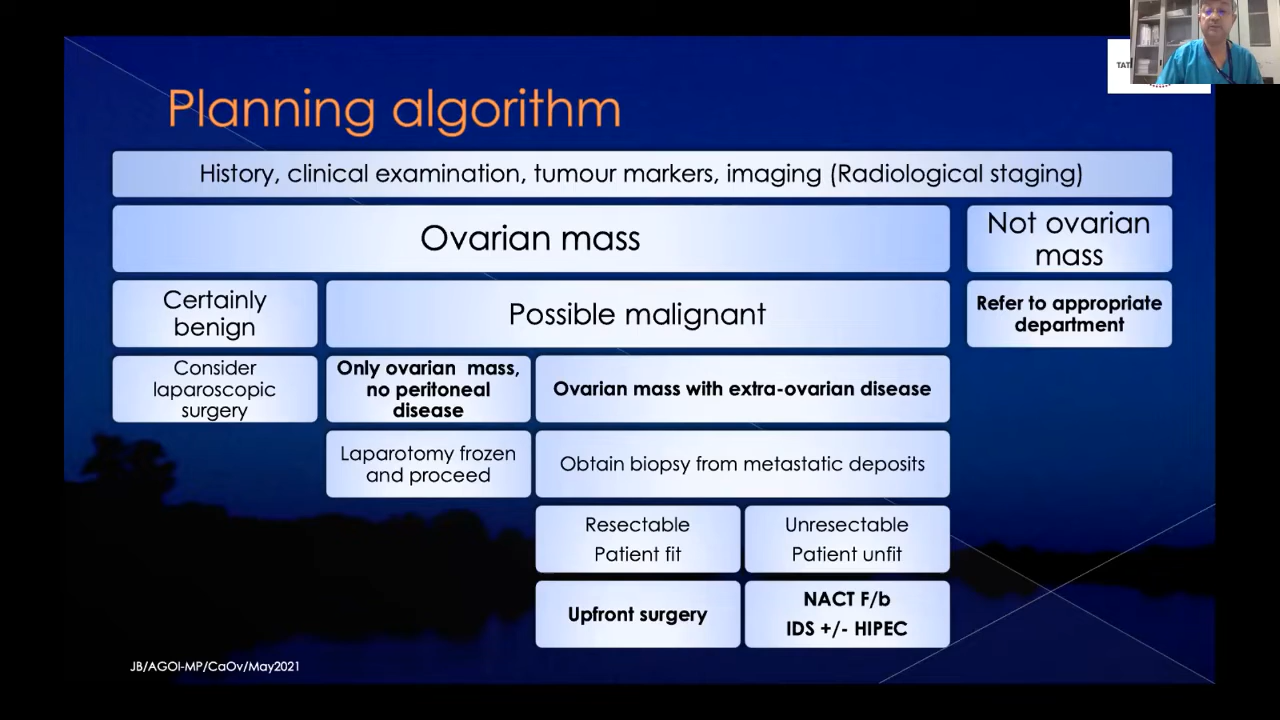 Planning algorithm
History, clinical examination, tumour markers, imaging (Radiological staging)
Ovarian mass
Not ovarian
mass
Certainly
benign
Possible malignant
Refer to appropriate
department
Consider
laparoscopic
surgery
Only ovarian mass,
no peritoneal
disease
Ovarian mass with extra-ovarian disease
Laparotomy frozen
and proceed
Obtain biopsy from metastatic deposits
Resectable
Patient fit
Unresectable
Patient unfit
Upfront surgery
NACT F/b
IDS +/- HIPEC
JB/AGOI-MP/CaOv/May2021